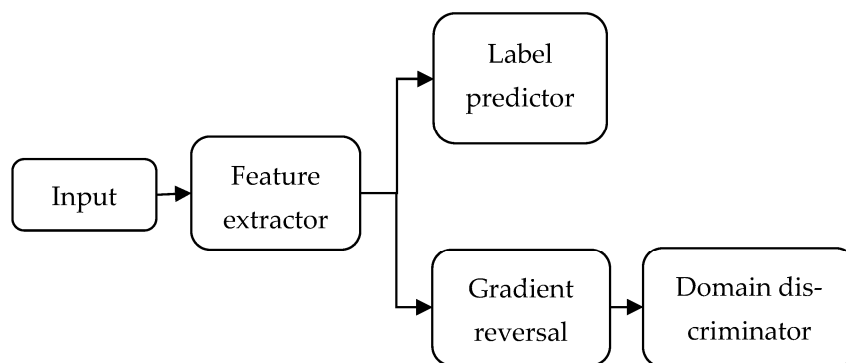 Label
predictor
Input
Feature
extractor
Gradient
reversal
Domain dis-
criminator